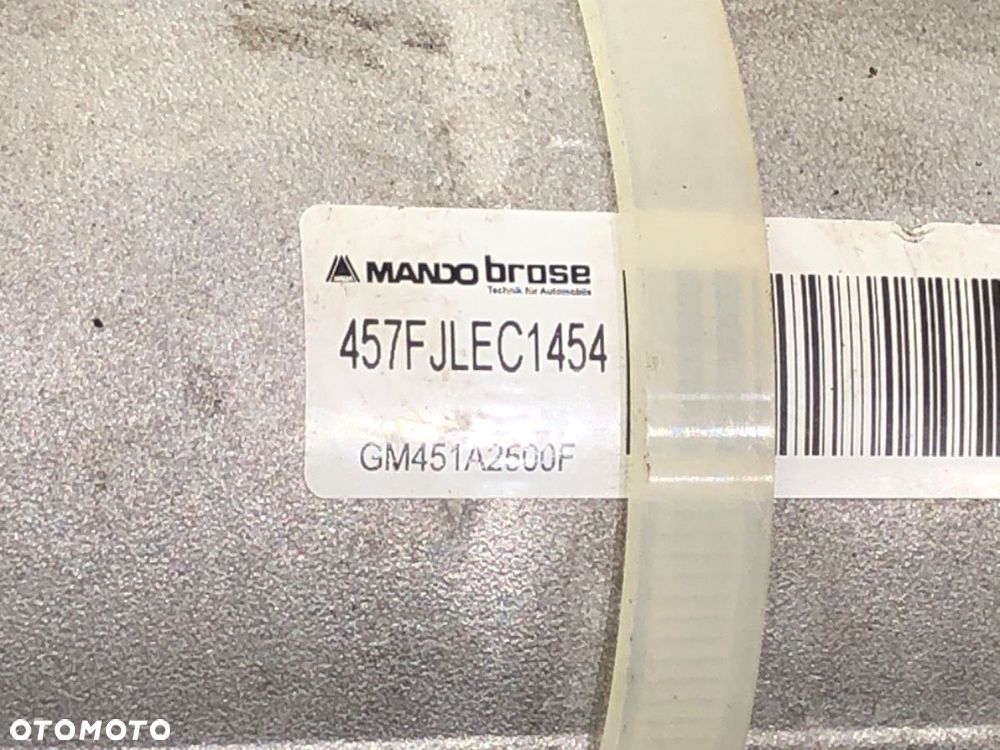 MANDO brose
Technik für Automobile
457FJLEC1454
GM451A2500F
OTOMOTO